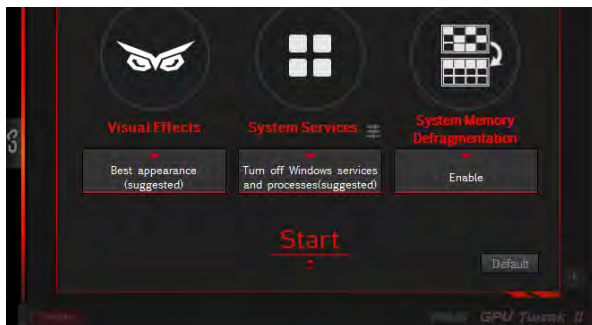 Visual Effects
System Services
System Memory
Defragmentation
Best appearance
(suggested)
Turn off Windows services
and processes(suggested)
Enable
Start
Default
GPU Tweak II